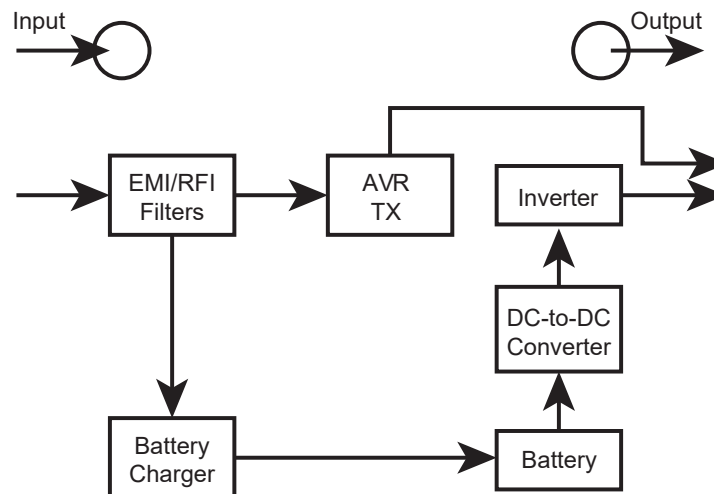 Input
Output
EMI/RFI
Filters
AVR
TX
Inverter
DC-to-DC
Converter
Battery
Charger
Battery